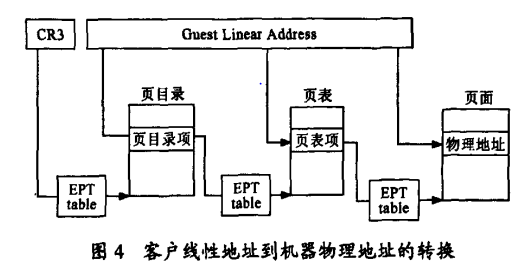 CR3
Guest Linear Address
页目录
页表
页面
页目录项
页表项
物理地址
EPT
table
EPT
table
EPT
table
图 4 客户线性地址到机器物理地址的转换